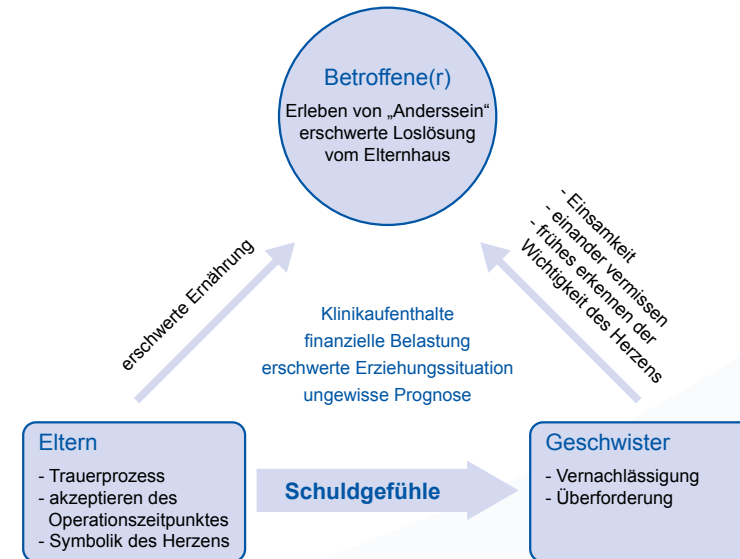 Betroffene(r)
Erleben von „Anderssein“
erschwerte Loslösung
vom Elternhaus
erschwerte Ernährung
- Einsamkeit
- einander vermissen
- frühes erkennen der
Wichtigkeit des Herzens
Klinikaufenthalte
finanzielle Belastung
erschwerte Erziehungssituation
ungewisse Prognose
Eltern
- Trauerprozess
- akzeptieren des
Operationszeitpunktes
- Symbolik des Herzens
Schuldgefühle
Geschwister
- Vernachlässigung
- Überforderung